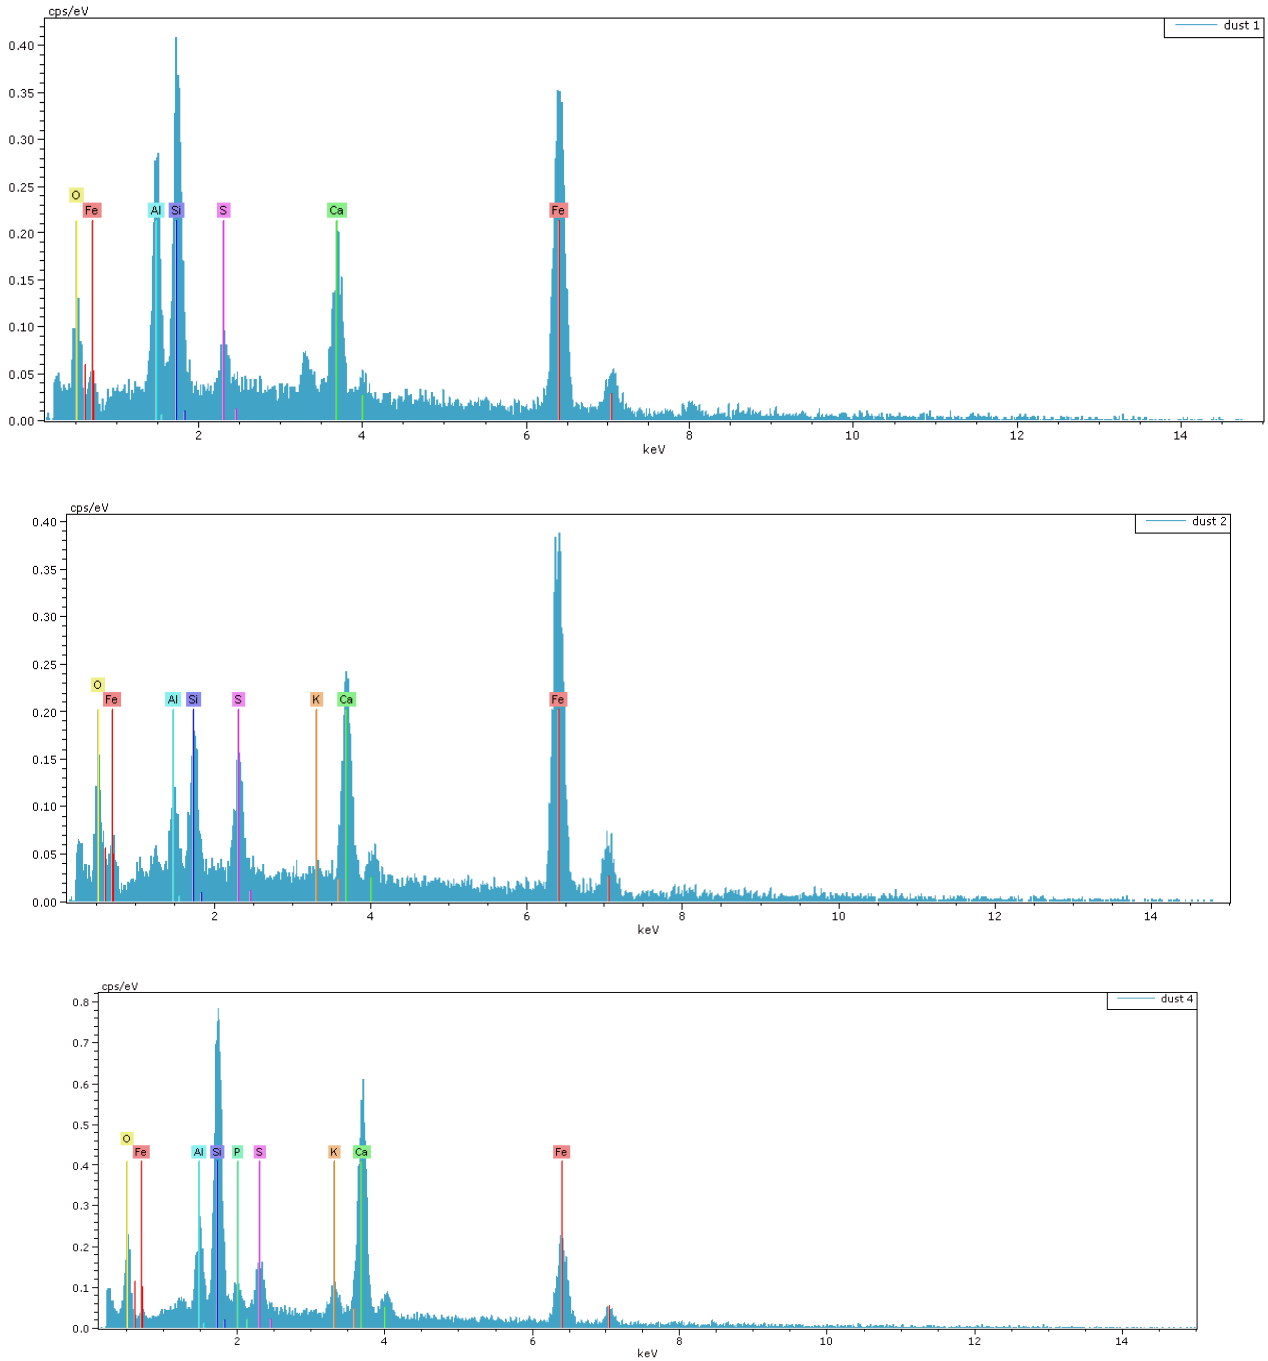 cps/eV
dust 1
0.40
0.35
0.30
0.25
0.20
0.15
0.10
0.05
0.00
O
Fe Al Si S Ca Fe
2 4 6 8 10 12 14
keV
cps/eV
dust 2
0.40
0.35
0.30
0.25
0.20
0.15
0.10
0.05
0.00
O
Fe Al Si S K Ca Fe
2 4 6 8 10 12 14
keV
cps/eV
dust 4
0.8
0.7
0.6
0.5
0.4
0.3
0.2
0.1
0.0
O
Fe Al Si P S K Ca Fe
2 4 6 8 10 12 14
keV